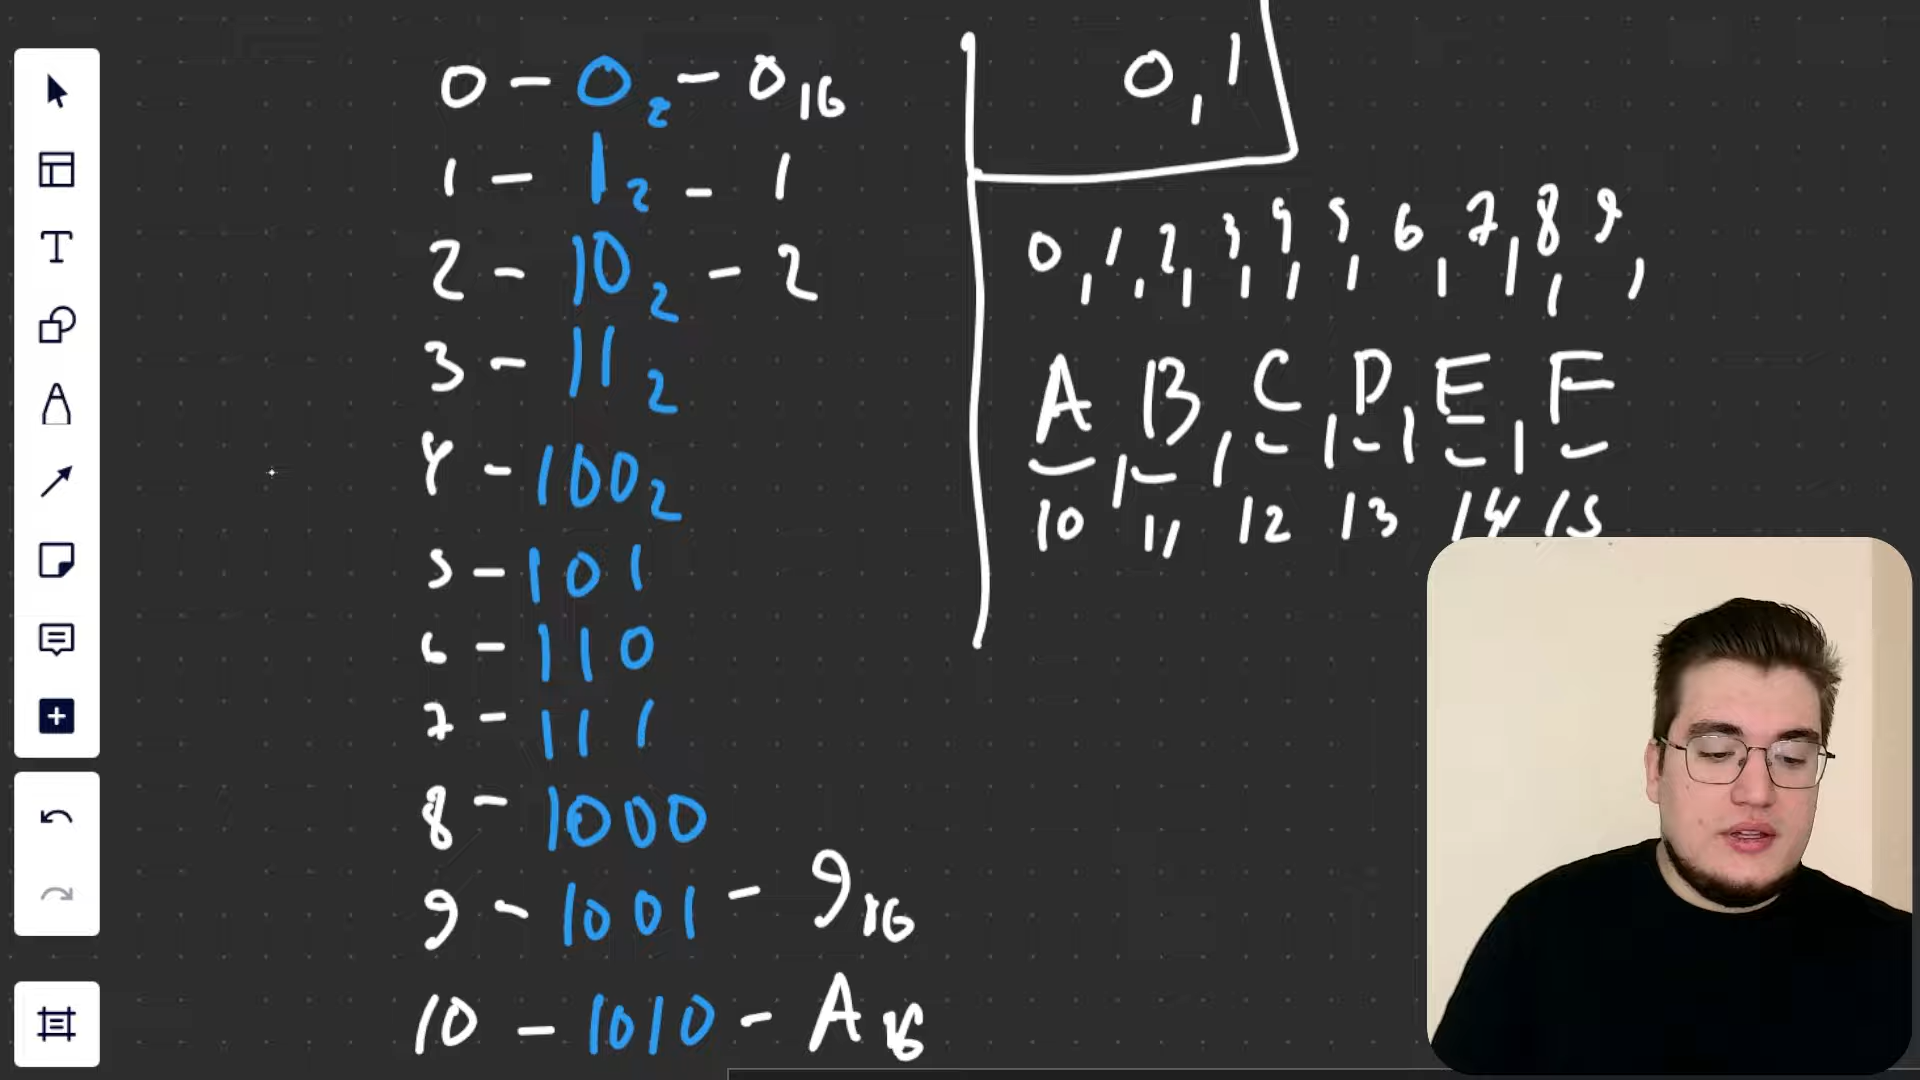 0 - 0₂ - 0₁₆
1 - 1₂ - 1
2 - 10₂ - 2
3 - 11₂
4 - 100₂
5 - 101
6 - 110
7 - 111
8 - 1000
9 - 1001 - 9₁₆
10 - 1010 - A₁₆
0, 1
0, 1, 2, 3, 4, 5, 6, 7, 8, 9,
A, B, C, D, E, F
10 11 12 13 14 15
T